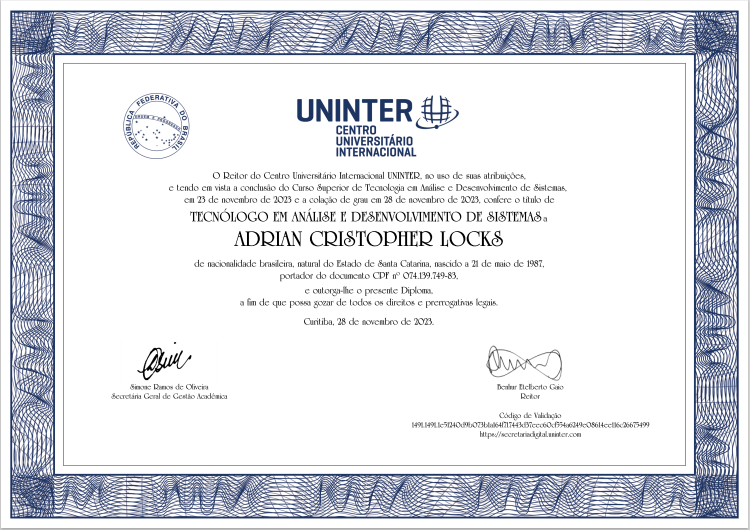 REPÚBLICA FEDERATIVA DO BRASIL
ORDEM E PROGRESSO
UNINTER
CENTRO
UNIVERSITÁRIO
INTERNACIONAL
O Reitor do Centro Universitário Internacional UNINTER, no uso de suas atribuições,
e tendo em vista a conclusão do Curso Superior de Tecnologia em Análise e Desenvolvimento de Sistemas,
em 23 de novembro de 2023 e a colação de grau em 28 de novembro de 2023, confere o título de
TECNÓLOGO EM ANÁLISE E DESENVOLVIMENTO DE SISTEMAS a
ADRIAN CRISTOPHER LOCKS
de nacionalidade brasileira, natural do Estado de Santa Catarina, nascido a 21 de maio de 1987,
portador do documento CPF nº 074.139.749-83,
e outorga-lhe o presente Diploma,
a fim de que possa gozar de todos os direitos e prerrogativas legais.
Curitiba, 28 de novembro de 2023.
Simone Ramos de Oliveira
Secretária Geral de Gestão Acadêmica
Benhur Etelberto Gaio
Reitor
Código de Validação
https://secretariadigital.uninter.com